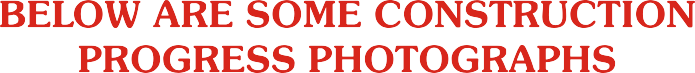 BELOW ARE SOME CONSTRUCTION
PROGRESS PHOTOGRAPHS